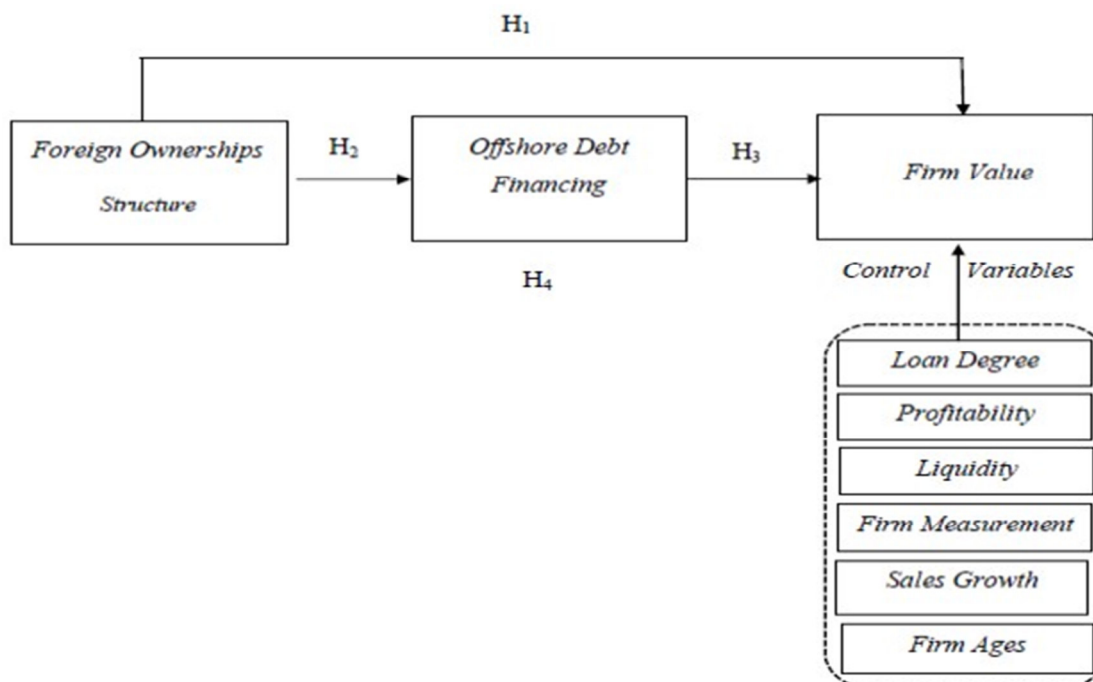 H₁
Foreign Ownerships
Structure
H₂
Offshore Debt
Financing
H₃
Firm Value
H₄
Control Variables
Loan Degree
Profitability
Liquidity
Firm Measurement
Sales Growth
Firm Ages